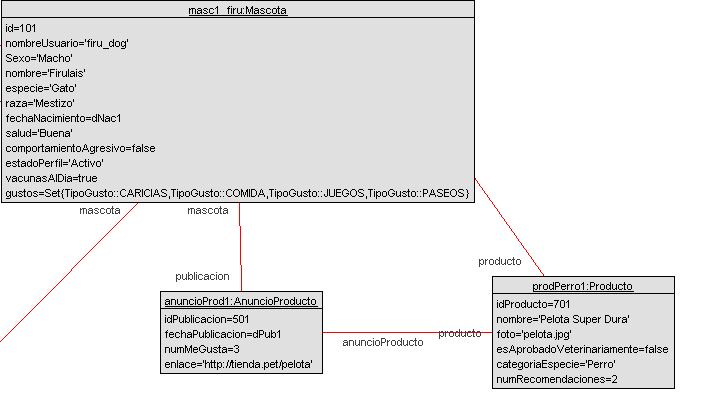 masc1_firu:Mascota
id=101
nombreUsuario='firu_dog'
Sexo='Macho'
nombre='Firulais'
especie='Gato'
raza='Mestizo'
fechaNacimiento=dNac1
salud='Buena'
comportamientoAgresivo=false
estadoPerfil='Activo'
vacunasAlDia=true
gustos=Set{TipoGusto::CARICIAS,TipoGusto::COMIDA,TipoGusto::JUEGOS,TipoGusto::PASEOS}
mascota
mascota
producto
publicacion
anuncioProd1:AnuncioProducto
idPublicacion=501
fechaPublicacion=dPub1
numMeGusta=3
enlace='http://tienda.pet/pelota'
anuncioProducto
producto
prodPerro1:Producto
idProducto=701
nombre='Pelota Super Dura'
foto='pelota.jpg'
esAprobadoVeterinariamente=false
categoriaEspecie='Perro'
numRecomendaciones=2